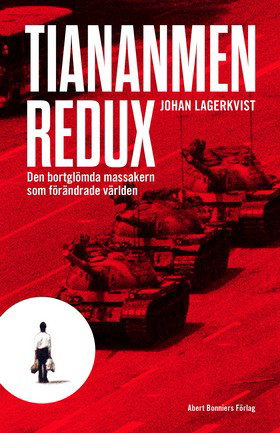 TIANANMEN
REDUX
JOHAN LAGERKVIST
Den bortglömda massakern
som förändrade världen
Abert Bonniers Förlag